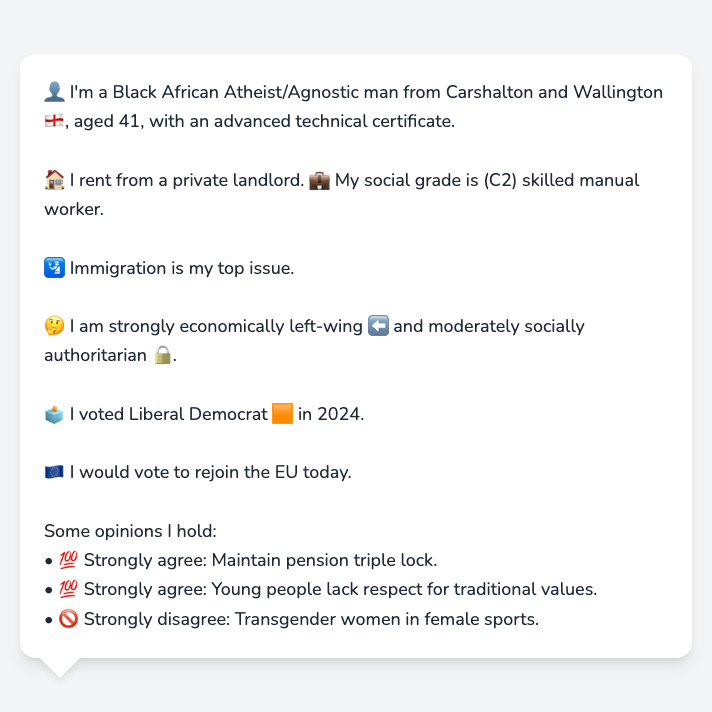 👤 I'm a Black African Atheist/Agnostic man from Carshalton and Wallington
🏴󠁧󠁢󠁥󠁮󠁧󠁿, aged 41, with an advanced technical certificate.
🏠 I rent from a private landlord. 💼 My social grade is (C2) skilled manual
worker.
🛂 Immigration is my top issue.
🤔 I am strongly economically left-wing ⬅️ and moderately socially
authoritarian 🔒.
🗳️ I voted Liberal Democrat 🟧 in 2024.
🇪🇺 I would vote to rejoin the EU today.
Some opinions I hold:
• 💯 Strongly agree: Maintain pension triple lock.
• 💯 Strongly agree: Young people lack respect for traditional values.
• 🚫 Strongly disagree: Transgender women in female sports.